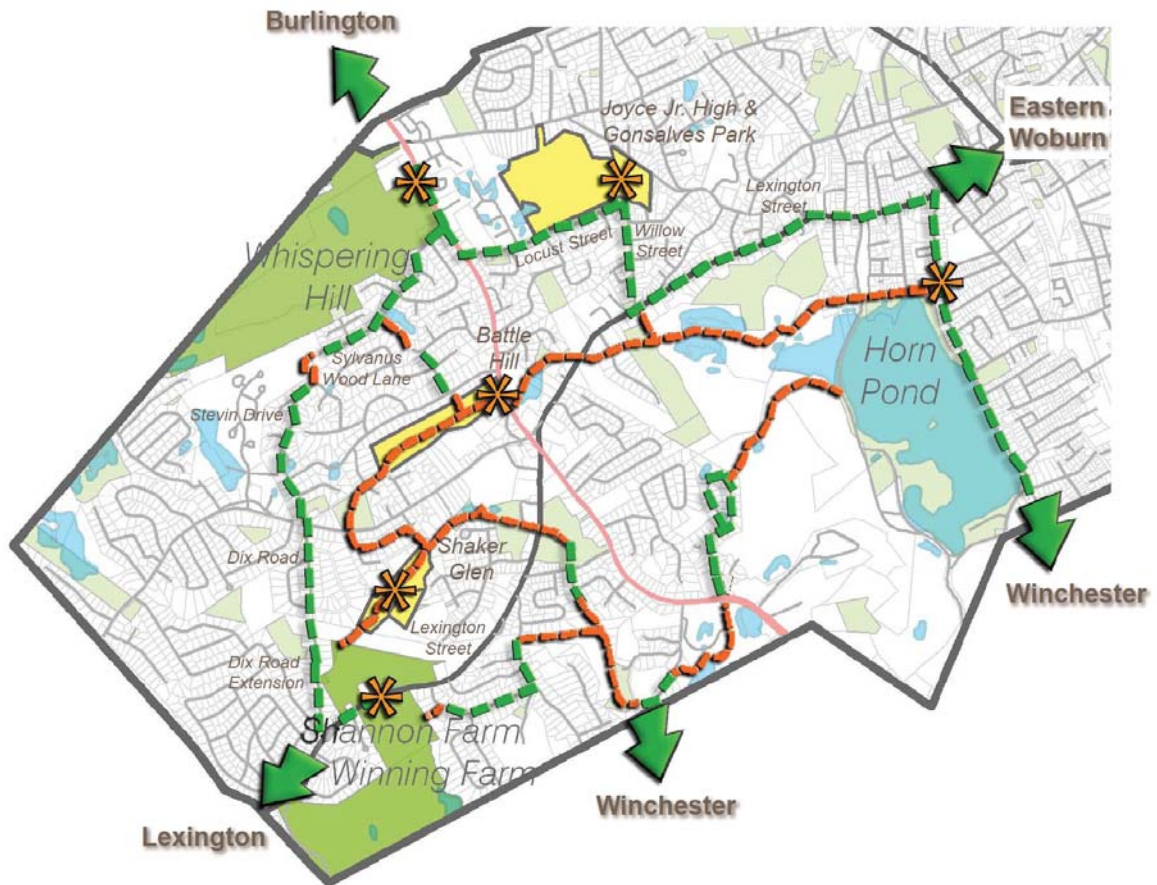 Burlington
Joyce Jr. High &
Gonsalves Park
Eastern
Woburn
Lexington
Street
Whispering
Hill
Locust Street
Willow
Street
Battle
Hill
Sylvanus
Wood Lane
Horn
Pond
Stevin Drive
Dix Road
Shaker
Glen
Winchester
Lexington
Street
Dix Road
Extension
Shannon Farm
Winning Farm
Winchester
Lexington